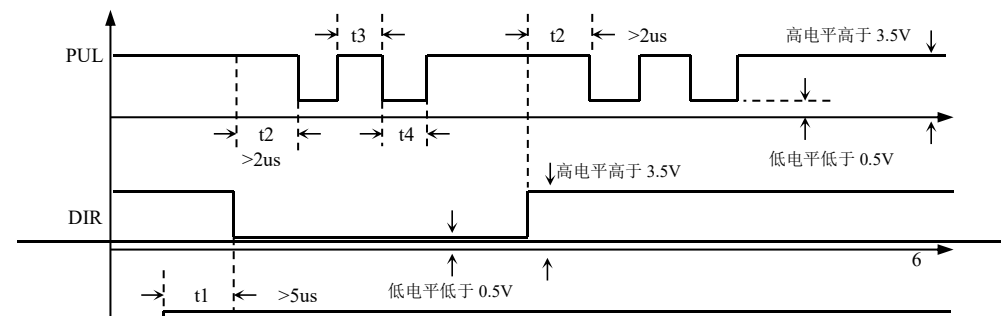 t3
t2
>2us
高电平高于 3.5V
PUL
t2
t4
>2us
低电平低于 0.5V
高电平高于 3.5V
DIR
6
t1
>5us
低电平低于 0.5V